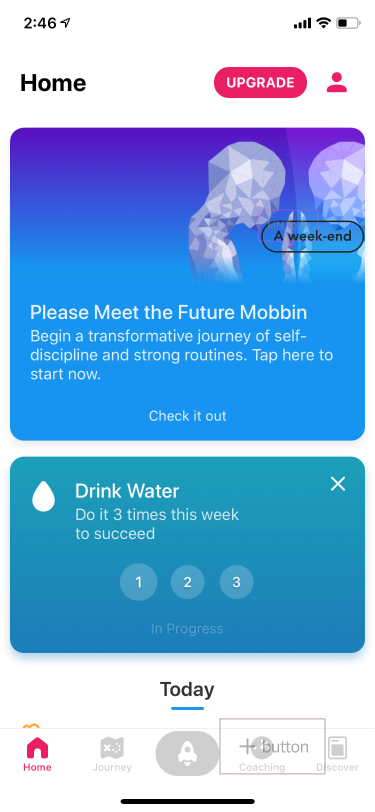 2:46
Home
UPGRADE
A week-end
Please Meet the Future Mobbin
Begin a transformative journey of self-
discipline and strong routines. Tap here to
start now.
Check it out
Drink Water
Do it 3 times this week
to succeed
1 2 3
In Progress
Today
+ button
Home Journey Coaching Discover